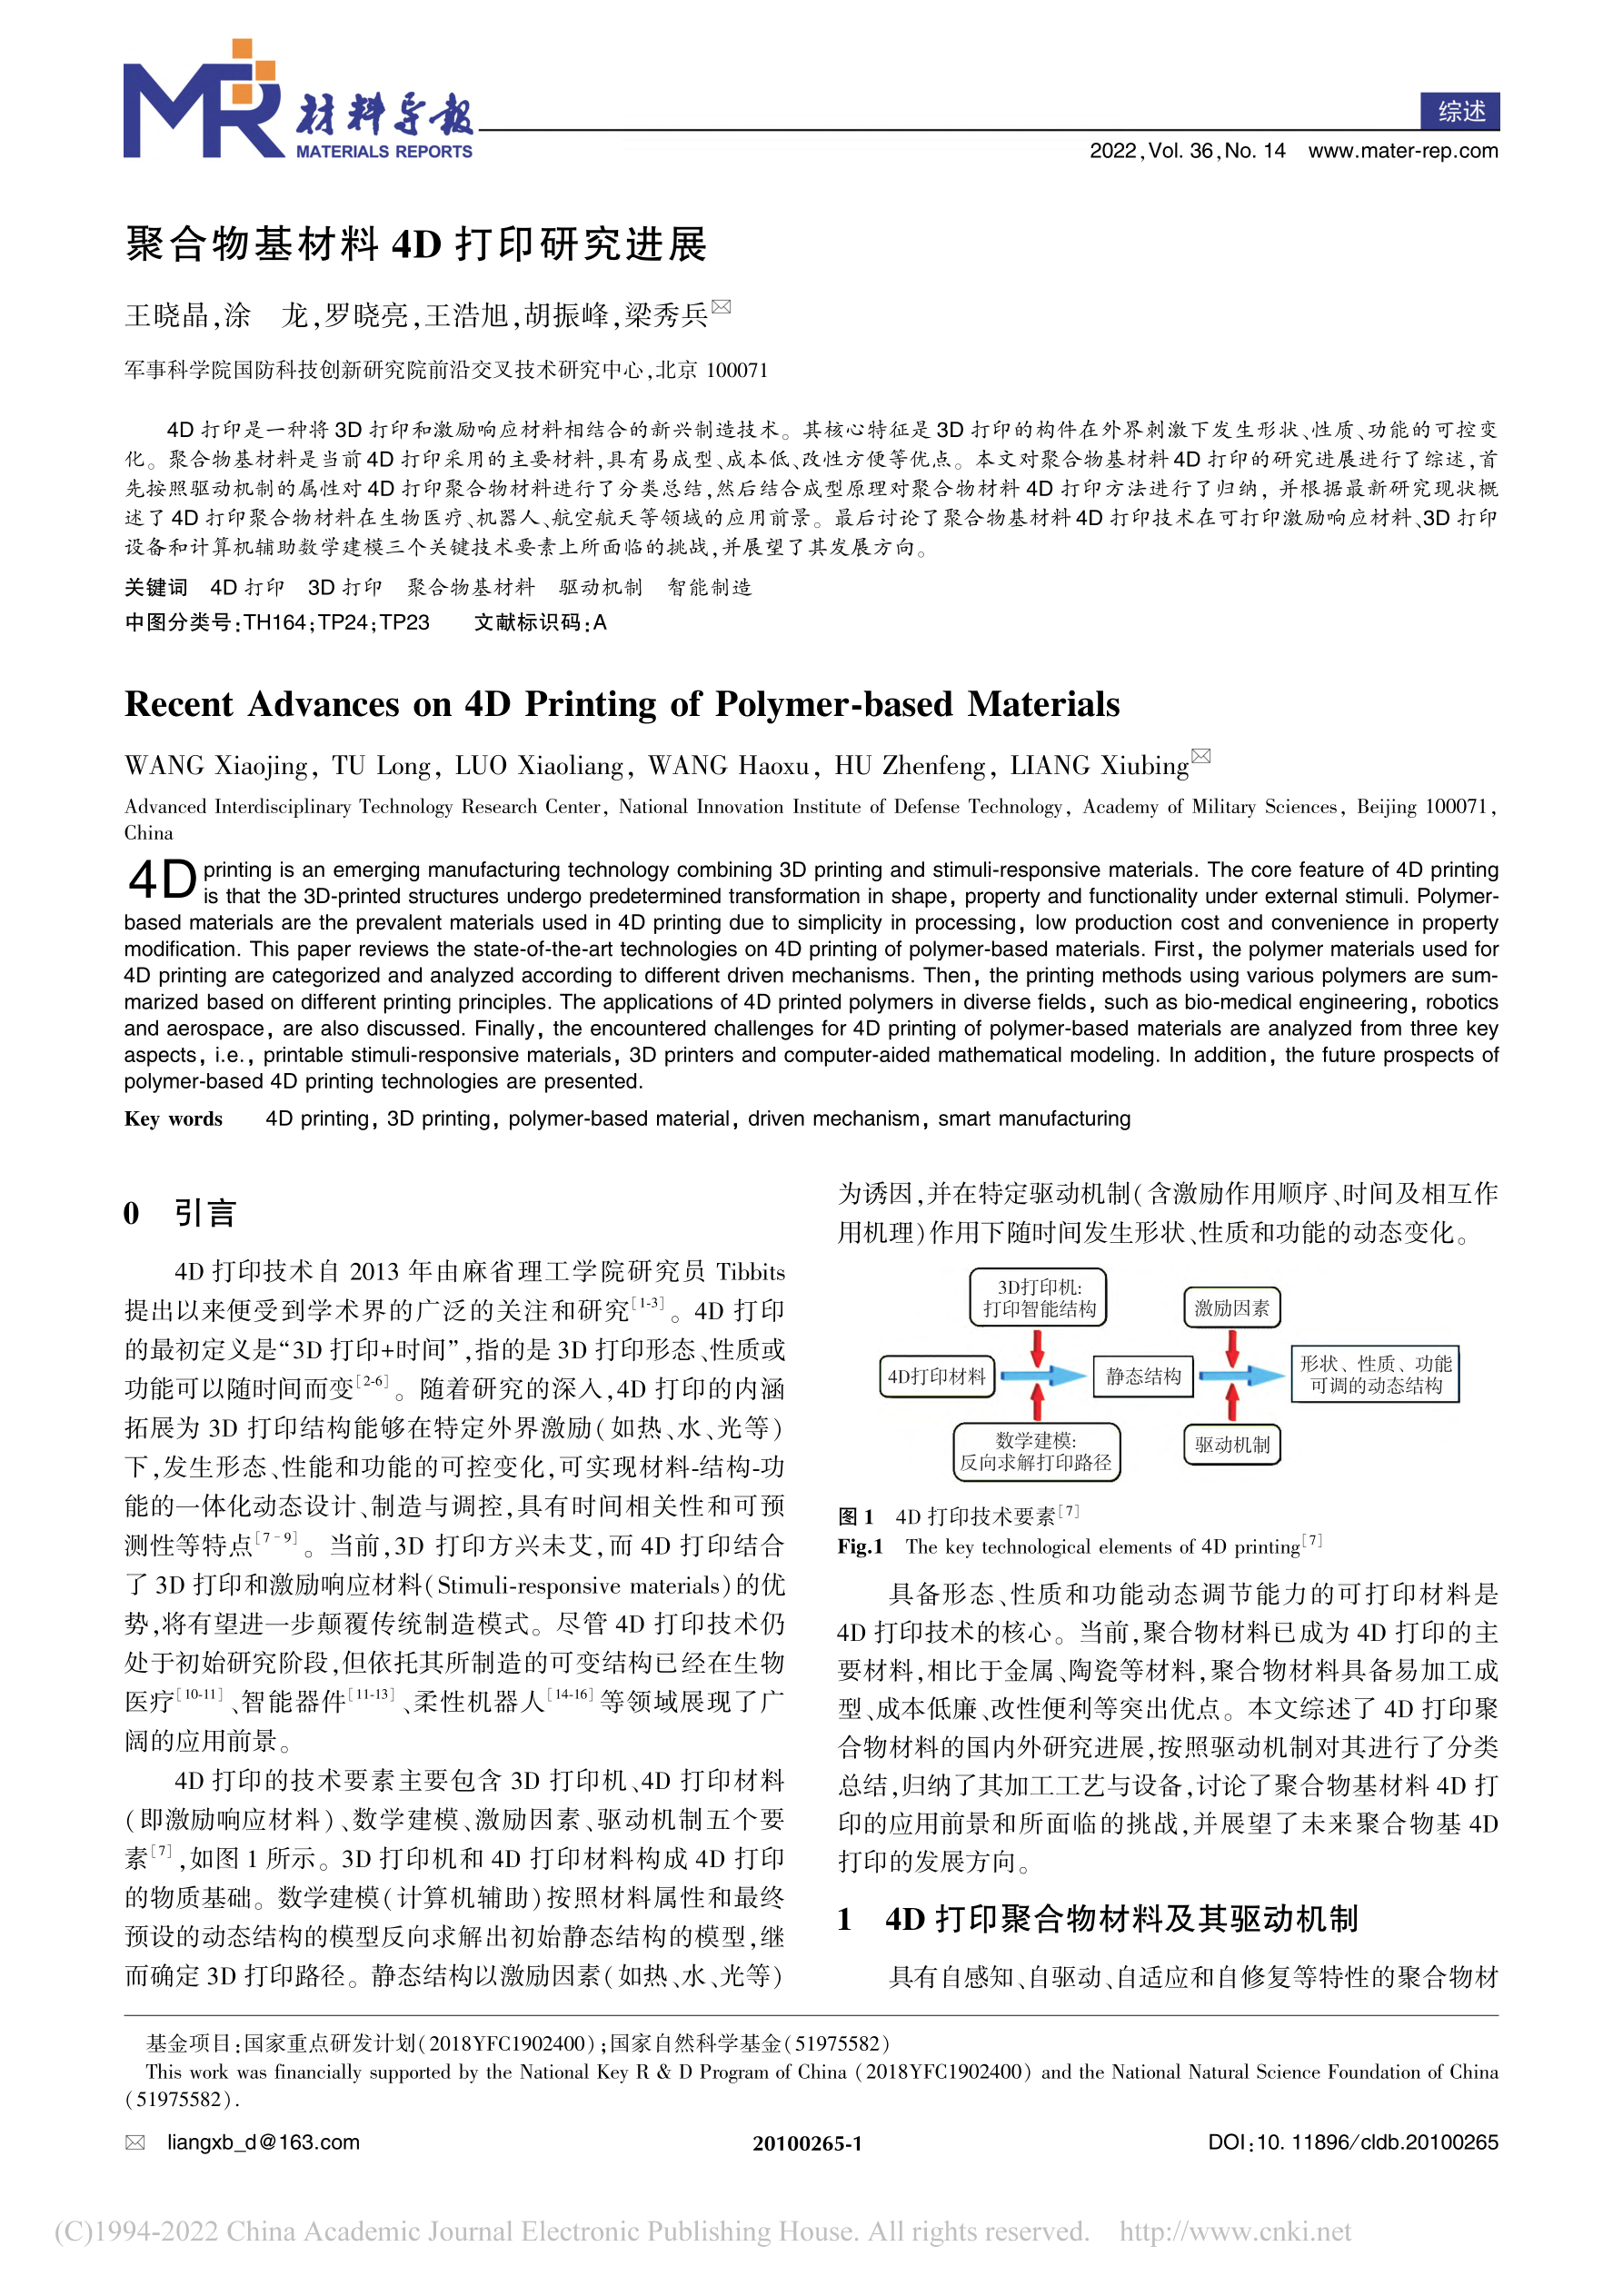 MR 材料导报
MATERIALS REPORTS
综述
2022,Vol. 36,No. 14 www.mater-rep.com
聚合物基材料 4D 打印研究进展
王晓晶,涂 龙,罗晓亮,王浩旭,胡振峰,梁秀兵✉
军事科学院国防科技创新研究院前沿交叉技术研究中心,北京 100071
4D 打印是一种将 3D 打印和激励响应材料相结合的新兴制造技术。其核心特征是 3D 打印的构件在外界刺激下发生形状、性质、功能的可控变
化。聚合物基材料是当前 4D 打印采用的主要材料,具有易成型、成本低、改性方便等优点。本文对聚合物基材料 4D 打印的研究进展进行了综述,首
先按照驱动机制的属性对 4D 打印聚合物材料进行了分类总结,然后结合成型原理对聚合物材料 4D 打印方法进行了归纳,并根据最新研究现状概
述了 4D 打印聚合物材料在生物医疗、机器人、航空航天等领域的应用前景。最后讨论了聚合物基材料 4D 打印技术在可打印激励响应材料、3D 打印
设备和计算机辅助数学建模三个关键技术要素上所面临的挑战,并展望了其发展方向。
关键词 4D 打印 3D 打印 聚合物基材料 驱动机制 智能制造
中图分类号:TH164;TP24;TP23 文献标识码:A
Recent Advances on 4D Printing of Polymer-based Materials
WANG Xiaojing, TU Long, LUO Xiaoliang, WANG Haoxu, HU Zhenfeng, LIANG Xiubing✉
Advanced Interdisciplinary Technology Research Center, National Innovation Institute of Defense Technology, Academy of Military Sciences, Beijing 100071,
China
4D printing is an emerging manufacturing technology combining 3D printing and stimuli-responsive materials. The core feature of 4D printing
is that the 3D-printed structures undergo predetermined transformation in shape, property and functionality under external stimuli. Polymer-
based materials are the prevalent materials used in 4D printing due to simplicity in processing, low production cost and convenience in property
modification. This paper reviews the state-of-the-art technologies on 4D printing of polymer-based materials. First, the polymer materials used for
4D printing are categorized and analyzed according to different driven mechanisms. Then, the printing methods using various polymers are sum-
marized based on different printing principles. The applications of 4D printed polymers in diverse fields, such as bio-medical engineering, robotics
and aerospace, are also discussed. Finally, the encountered challenges for 4D printing of polymer-based materials are analyzed from three key
aspects, i.e., printable stimuli-responsive materials, 3D printers and computer-aided mathematical modeling. In addition, the future prospects of
polymer-based 4D printing technologies are presented.
Key words 4D printing, 3D printing, polymer-based material, driven mechanism, smart manufacturing
0 引言
4D 打印技术自 2013 年由麻省理工学院研究员 Tibbits
提出以来便受到学术界的广泛的关注和研究[1-3]。4D 打印
的最初定义是“3D 打印+时间”,指的是 3D 打印形态、性质或
功能可以随时间而变[2-6]。随着研究的深入,4D 打印的内涵
拓展为 3D 打印结构能够在特定外界激励(如热、水、光等)
下,发生形态、性能和功能的可控变化,可实现材料-结构-功
能的一体化动态设计、制造与调控,具有时间相关性和可预
测性等特点[7-9]。当前,3D 打印方兴未艾,而 4D 打印结合
了 3D 打印和激励响应材料(Stimuli-responsive materials)的优
势,将有望进一步颠覆传统制造模式。尽管 4D 打印技术仍
处于初始研究阶段,但依托其所制造的可变结构已经在生物
医疗[10-11]、智能器件[11-13]、柔性机器人[14-16]等领域展现了广
阔的应用前景。
4D 打印的技术要素主要包含 3D 打印机、4D 打印材料
(即激励响应材料)、数学建模、激励因素、驱动机制五个要
素[7],如图 1 所示。3D 打印机和 4D 打印材料构成 4D 打印
的物质基础。数学建模(计算机辅助)按照材料属性和最终
预设的动态结构的模型反向求解出初始静态结构的模型,继
而确定 3D 打印路径。静态结构以激励因素(如热、水、光等)
为诱因,并在特定驱动机制(含激励作用顺序、时间及相互作
用机理)作用下随时间发生形状、性质和功能的动态变化。
3D打印机:
打印智能结构
激励因素
4D打印材料
静态结构
形状、性质、功能
可调的动态结构
数学建模:
反向求解打印路径
驱动机制
图 1 4D 打印技术要素[7]
Fig.1 The key technological elements of 4D printing[7]
具备形态、性质和功能动态调节能力的可打印材料是
4D 打印技术的核心。当前,聚合物材料已成为 4D 打印的主
要材料,相比于金属、陶瓷等材料,聚合物材料具备易加工成
型、成本低廉、改性便利等突出优点。本文综述了 4D 打印聚
合物材料的国内外研究进展,按照驱动机制对其进行了分类
总结,归纳了其加工工艺与设备,讨论了聚合物基材料 4D 打
印的应用前景和所面临的挑战,并展望了未来聚合物基 4D
打印的发展方向。
1 4D 打印聚合物材料及其驱动机制
具有自感知、自驱动、自适应和自修复等特性的聚合物材
基金项目:国家重点研发计划(2018YFC1902400);国家自然科学基金(51975582)
This work was financially supported by the National Key R & D Program of China (2018YFC1902400) and the National Natural Science Foundation of China
(51975582).
✉ liangxb_d@163.com 20100265-1 DOI:10. 11896/cldb.20100265
(C)1994-2022 China Academic Journal Electronic Publishing House. All rights reserved. http://www.cnki.net